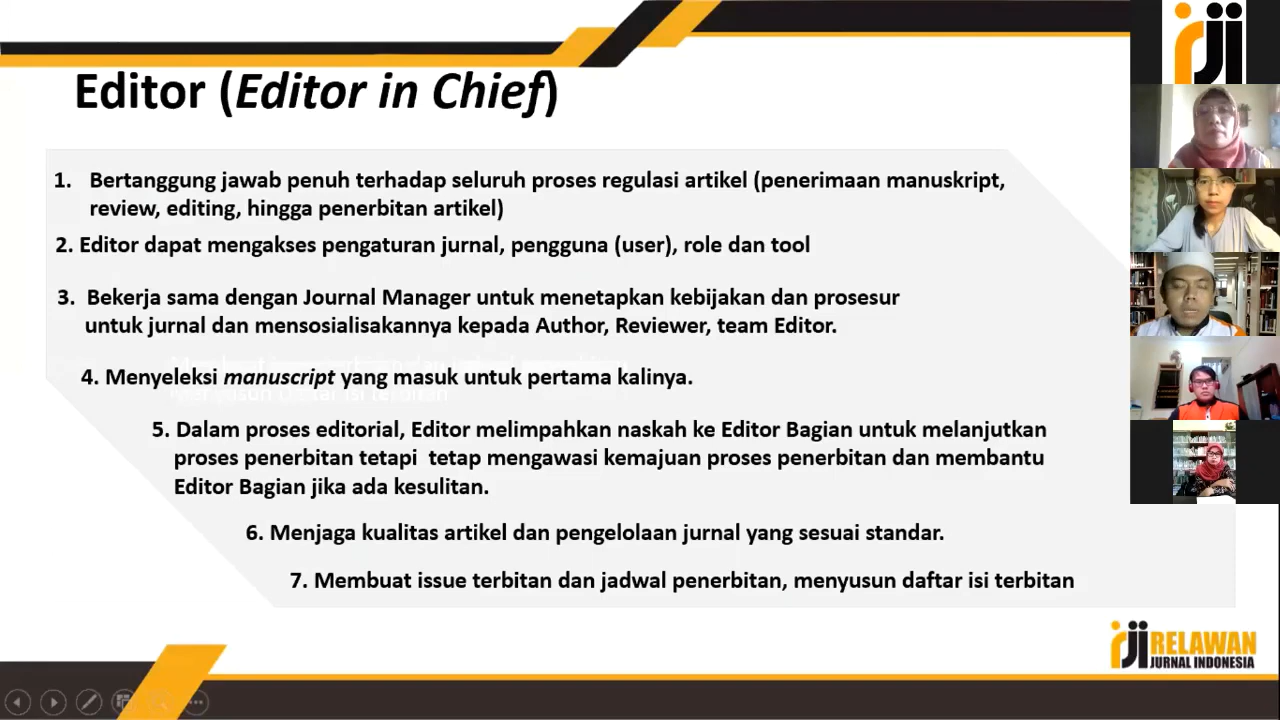 Editor (Editor in Chief)
1. Bertanggung jawab penuh terhadap seluruh proses regulasi artikel (penerimaan manuskript,
review, editing, hingga penerbitan artikel)
2. Editor dapat mengakses pengaturan jurnal, pengguna (user), role dan tool
3. Bekerja sama dengan Journal Manager untuk menetapkan kebijakan dan prosesur
untuk jurnal dan mensosialisakannya kepada Author, Reviewer, team Editor.
4. Menyeleksi manuscript yang masuk untuk pertama kalinya.
5. Dalam proses editorial, Editor melimpahkan naskah ke Editor Bagian untuk melanjutkan
proses penerbitan tetapi tetap mengawasi kemajuan proses penerbitan dan membantu
Editor Bagian jika ada kesulitan.
6. Menjaga kualitas artikel dan pengelolaan jurnal yang sesuai standar.
7. Membuat issue terbitan dan jadwal penerbitan, menyusun daftar isi terbitan
rji
rji RELAWAN
JURNAL INDONESIA